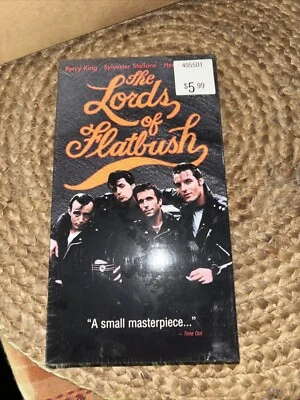 Perry King Sylvester Stallone
405501
$5.99
The
Lords
of
Flatbush
"A small masterpiece..."
– Time Out